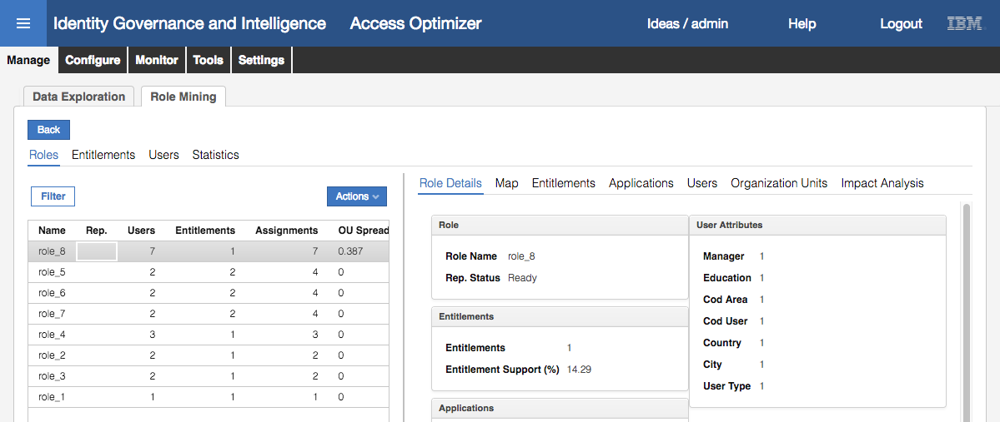 Identity Governance and Intelligence Access Optimizer Ideas / admin Help Logout IBM
Manage Configure Monitor Tools Settings
Data Exploration Role Mining
Back
Roles Entitlements Users Statistics
Filter Actions
Name Rep. Users Entitlements Assignments OU Spread
role_8 7 1 7 0.387
role_5 2 2 4 0
role_6 2 2 4 0
role_7 2 2 4 0
role_4 3 1 3 0
role_2 2 1 2 0
role_3 2 1 2 0
role_1 1 1 1 0
Role Details Map Entitlements Applications Users Organization Units Impact Analysis
Role
Role Name role_8
Rep. Status Ready
Entitlements
Entitlements 1
Entitlement Support (%) 14.29
Applications
User Attributes
Manager 1
Education 1
Cod Area 1
Cod User 1
Country 1
City 1
User Type 1